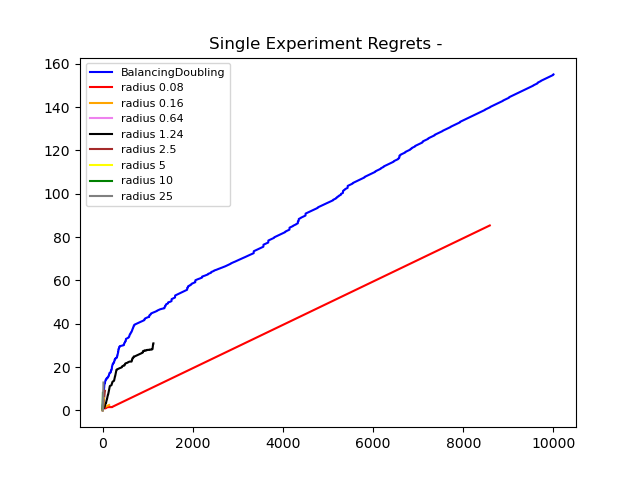 Single Experiment Regrets -
160
140
120
100
80
60
40
20
0
BalancingDoubling
radius 0.08
radius 0.16
radius 0.64
radius 1.24
radius 2.5
radius 5
radius 10
radius 25
0 2000 4000 6000 8000 10000